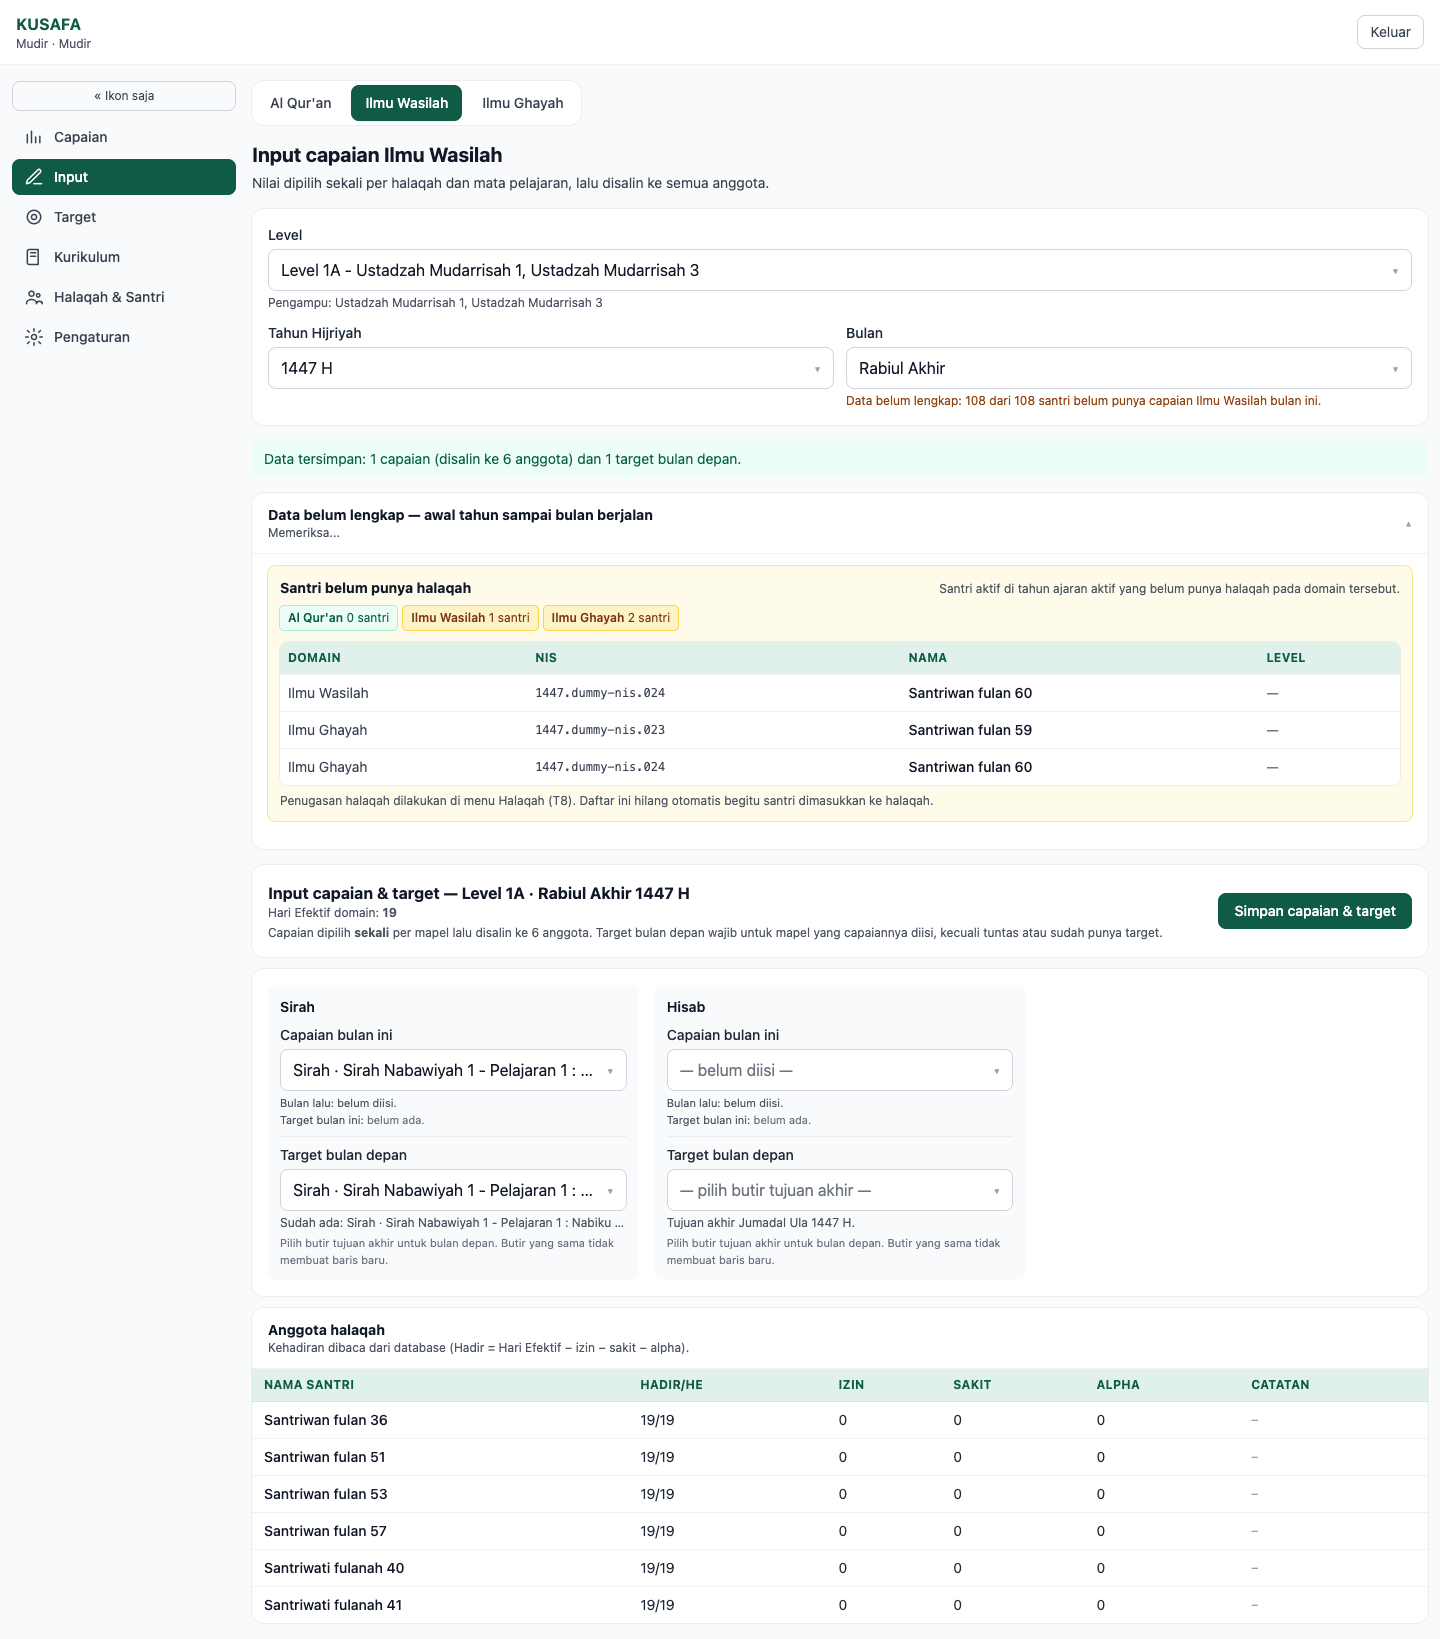 KUSAFA
Mudir · Mudir
Keluar
« Ikon saja
Capaian
Input
Target
Kurikulum
Halaqah & Santri
Pengaturan
Al Qur'an
Ilmu Wasilah
Ilmu Ghayah
Input capaian Ilmu Wasilah
Nilai dipilih sekali per halaqah dan mata pelajaran, lalu disalin ke semua anggota.
Level
Level 1A - Ustadzah Mudarrisah 1, Ustadzah Mudarrisah 3
Pengampu: Ustadzah Mudarrisah 1, Ustadzah Mudarrisah 3
Tahun Hijriyah
1447 H
Bulan
Rabiul Akhir
Data belum lengkap: 108 dari 108 santri belum punya capaian Ilmu Wasilah bulan ini.
Data tersimpan: 1 capaian (disalin ke 6 anggota) dan 1 target bulan depan.
Data belum lengkap — awal tahun sampai bulan berjalan
Memeriksa...
Santri belum punya halaqah
Santri aktif di tahun ajaran aktif yang belum punya halaqah pada domain tersebut.
Al Qur'an 0 santri
Ilmu Wasilah 1 santri
Ilmu Ghayah 2 santri
DOMAIN NIS NAMA LEVEL
Ilmu Wasilah 1447.dummy-nis.024 Santriwan fulan 60 —
Ilmu Ghayah 1447.dummy-nis.023 Santriwan fulan 59 —
Ilmu Ghayah 1447.dummy-nis.024 Santriwan fulan 60 —
Penugasan halaqah dilakukan di menu Halaqah (T8). Daftar ini hilang otomatis begitu santri dimasukkan ke halaqah.
Input capaian & target — Level 1A · Rabiul Akhir 1447 H
Hari Efektif domain: 19
Capaian dipilih sekali per mapel lalu disalin ke 6 anggota. Target bulan depan wajib untuk mapel yang capaiannya diisi, kecuali tuntas atau sudah punya target.
Simpan capaian & target
Sirah
Capaian bulan ini
Sirah · Sirah Nabawiyah 1 - Pelajaran 1 : ...
Bulan lalu: belum diisi.
Target bulan ini: belum ada.
Target bulan depan
Sirah · Sirah Nabawiyah 1 - Pelajaran 1 : ...
Sudah ada: Sirah · Sirah Nabawiyah 1 - Pelajaran 1 : Nabiku ...
Pilih butir tujuan akhir untuk bulan depan. Butir yang sama tidak
membuat baris baru.
Hisab
Capaian bulan ini
— belum diisi —
Bulan lalu: belum diisi.
Target bulan ini: belum ada.
Target bulan depan
— pilih butir tujuan akhir —
Tujuan akhir Jumadal Ula 1447 H.
Pilih butir tujuan akhir untuk bulan depan. Butir yang sama tidak
membuat baris baru.
Anggota halaqah
Kehadiran dibaca dari database (Hadir = Hari Efektif − izin − sakit − alpha).
NAMA SANTRI HADIR/HE IZIN SAKIT ALPHA CATATAN
Santriwan fulan 36 19/19 0 0 0 –
Santriwan fulan 51 19/19 0 0 0 –
Santriwan fulan 53 19/19 0 0 0 –
Santriwan fulan 57 19/19 0 0 0 –
Santriwati fulanah 40 19/19 0 0 0 –
Santriwati fulanah 41 19/19 0 0 0 –